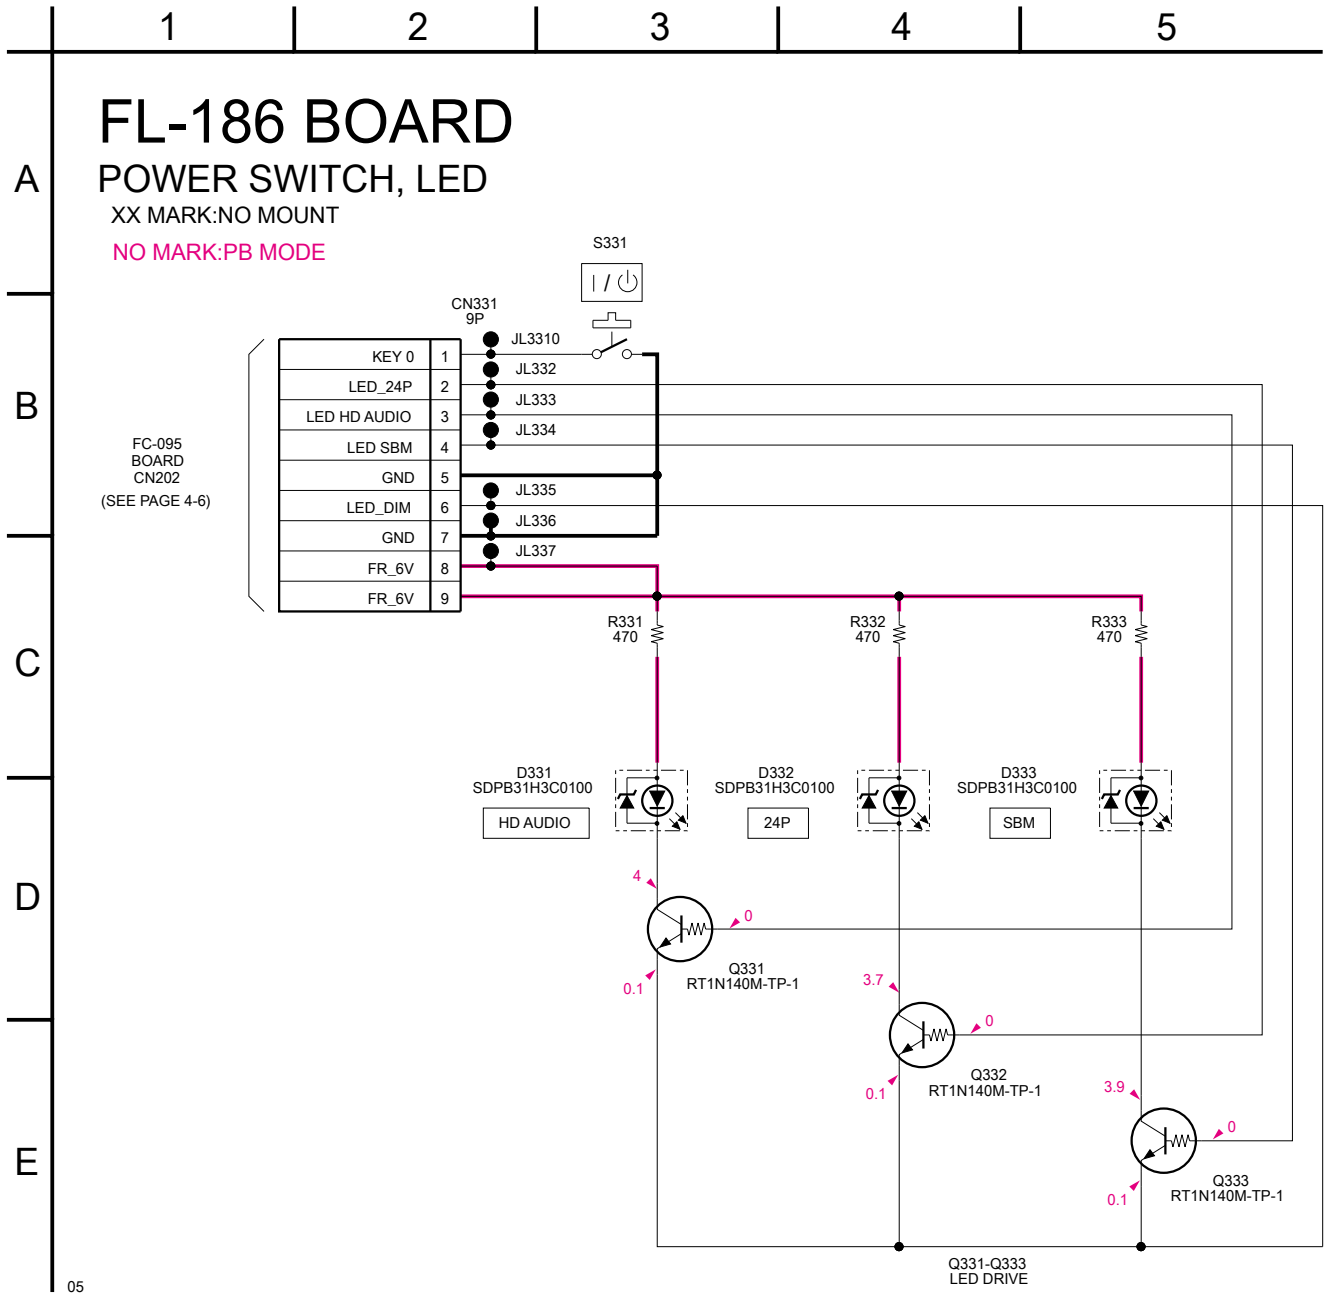 1 2 3 4 5
FL-186 BOARD
A
POWER SWITCH, LED
XX MARK:NO MOUNT
NO MARK:PB MODE
S331
I /
CN331
9P
JL3310
KEY 0 1
JL332
LED_24P 2
JL333
B
LED HD AUDIO 3
JL334
LED SBM 4
FC-095
BOARD
CN202
(SEE PAGE 4-6)
GND 5
JL335
LED_DIM 6
JL336
GND 7
JL337
FR_6V 8
FR_6V 9
R331
470
R332
470
R333
470
C
D331
SDPB31H3C0100
HD AUDIO
D332
SDPB31H3C0100
24P
D333
SDPB31H3C0100
SBM
D
4
0
0.1
Q331
RT1N140M-TP-1
3.7
0
0.1
Q332
RT1N140M-TP-1
3.9
0
0.1
Q333
RT1N140M-TP-1
E
Q331-Q333
LED DRIVE
05